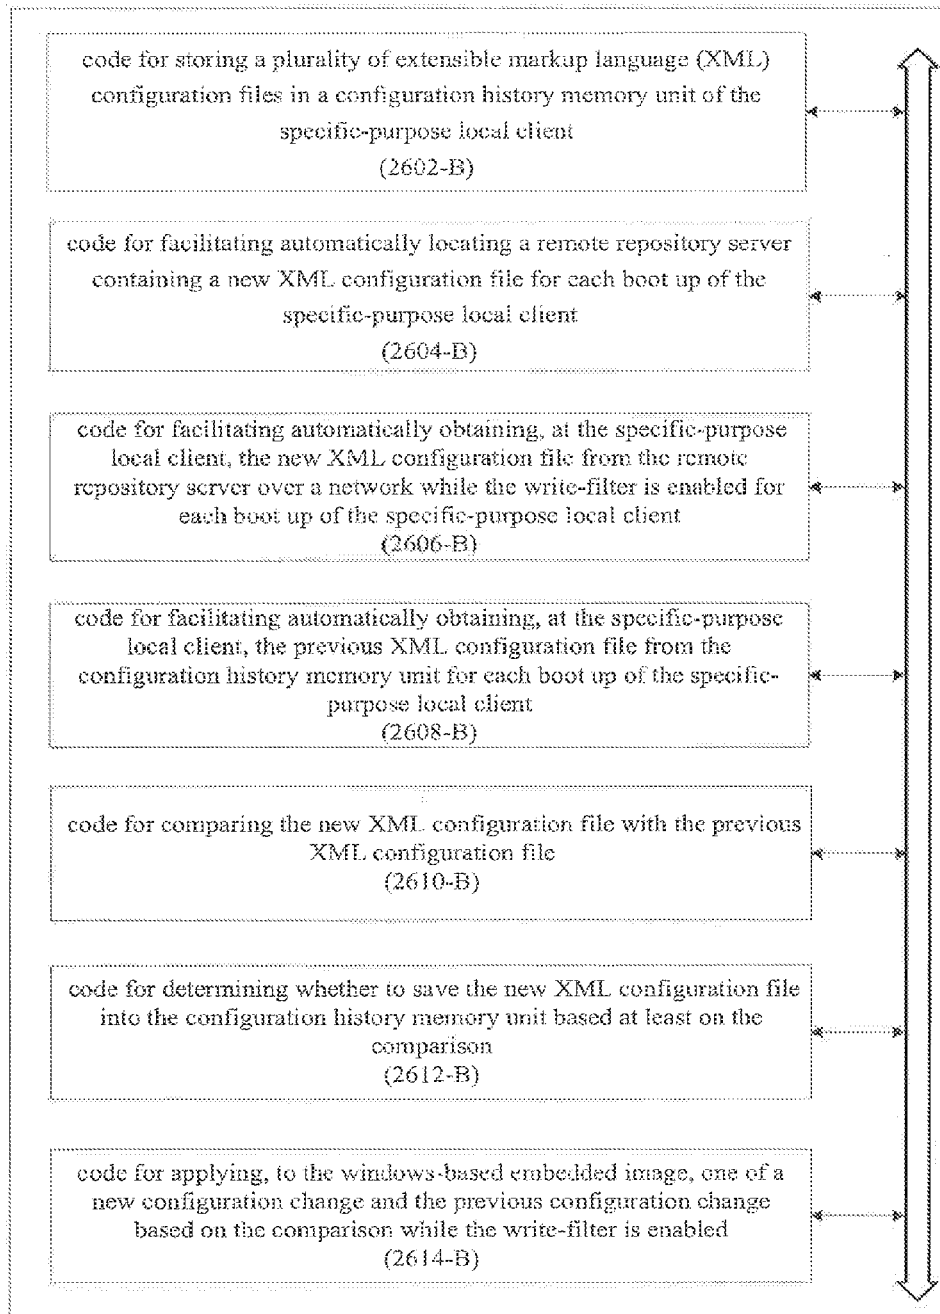 code for storing a plurality of extensible markup language (XML)
configuration files in a configuration history memory unit of the
specific-purpose local client
(2602-B)
code for facilitating automatically locating a remote repository server
containing a new XML configuration file for each boot up of the
specific-purpose local client
(2604-B)
code for facilitating automatically obtaining, at the specific-purpose
local client, the new XML configuration file from the remote
repository server over a network while the write-filter is enabled for
each boot up of the specific-purpose local client
(2606-B)
code for facilitating automatically obtaining, at the specific-purpose
local client, the previous XML configuration file from the
configuration history memory unit for each boot up of the specific-
purpose local client
(2608-B)
code for comparing the new XML configuration file with the previous
XML configuration file
(2610-B)
code for determining whether to save the new XML configuration file
into the configuration history memory unit based at least on the
comparison
(2612-B)
code for applying, to the windows-based embedded image, one of a
new configuration change and the previous configuration change
based on the comparison while the write-filter is enabled
(2614-B)